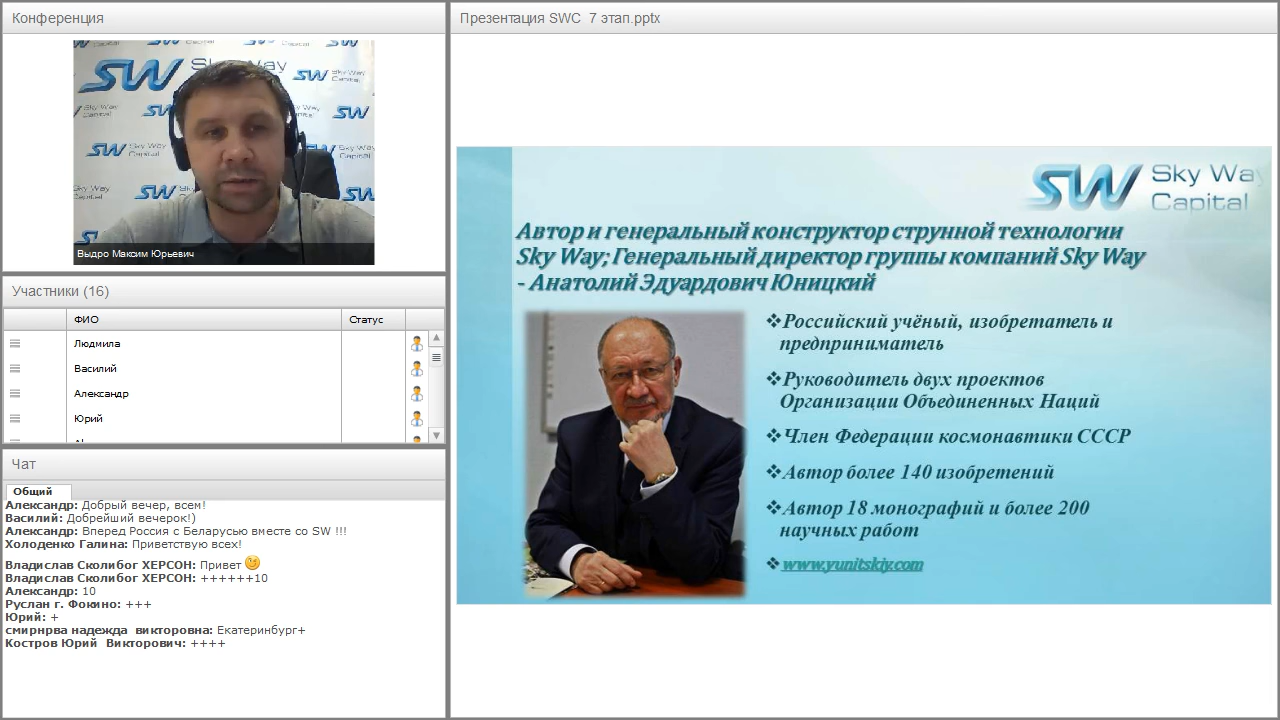 Конференция
SW Sky Way Capital
Выдро Максим Юрьевич
Участники (16)
ФИО
Статус
Людмила
Василий
Александр
Юрий
Чат
Общий
Александр: Добрый вечер, всем!
Василий: Добрейший вечерок!)
Александр: Вперед Россия с Беларусью вместе со SW !!!
Холоденко Галина: Приветствую всех!
Владислав Сколибог ХЕРСОН: Привет
Владислав Сколибог ХЕРСОН: ++++++10
Александр: 10
Руслан г. Фокино: +++
Юрий: +
смирнрва надежда викторовна: Екатеринбург+
Костров Юрий Викторович: ++++
Презентация SWC 7 этап.pptx
SW Sky Way
Capital
Автор и генеральный конструктор струнной технологии
Sky Way; Генеральный директор группы компаний Sky Way
- Анатолий Эдуардович Юницкий
❖Российский учёный, изобретатель и
предприниматель
❖Руководитель двух проектов
Организации Объединенных Наций
❖Член Федерации космонавтики СССР
❖Автор более 140 изобретений
❖Автор 18 монографий и более 200
научных работ
❖www.yunitskiy.com